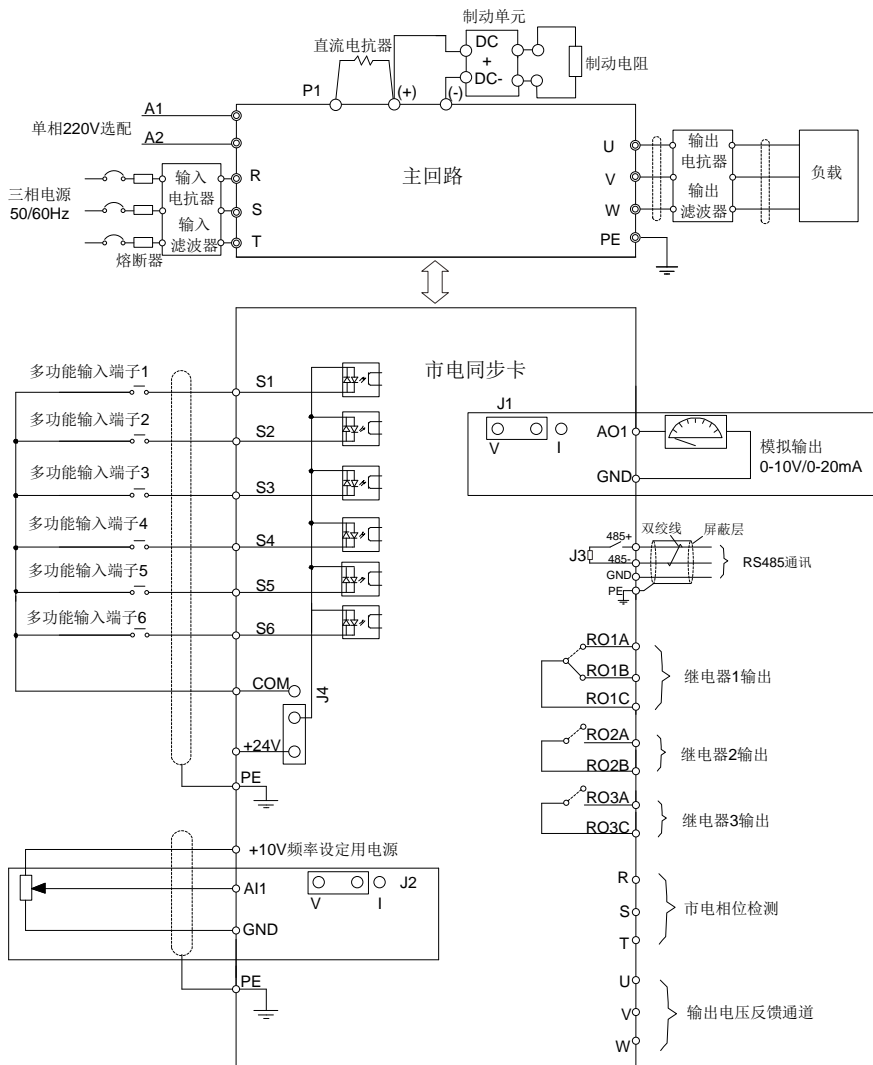 制动单元
直流电抗器
DC
+
DC-
制动电阻
P1
(+)
(-)
A1
单相220V选配
A2
三相电源
50/60Hz
输入
电抗器
输入
滤波器
熔断器
R
S
T
主回路
U
V
W
PE
输出
电抗器
输出
滤波器
负载
市电同步卡
多功能输入端子1
S1
多功能输入端子2
S2
多功能输入端子3
S3
多功能输入端子4
S4
多功能输入端子5
S5
多功能输入端子6
S6
COM
J4
+24V
PE
J1
V
I
AO1
GND
模拟输出
0-10V/0-20mA
双绞线
屏蔽层
485+
J3
485-
GND
PE
RS485通讯
RO1A
RO1B
RO1C
继电器1输出
RO2A
RO2B
继电器2输出
RO3A
RO3C
继电器3输出
+10V频率设定用电源
AI1
J2
V
I
GND
PE
R
S
T
市电相位检测
U
V
W
输出电压反馈通道